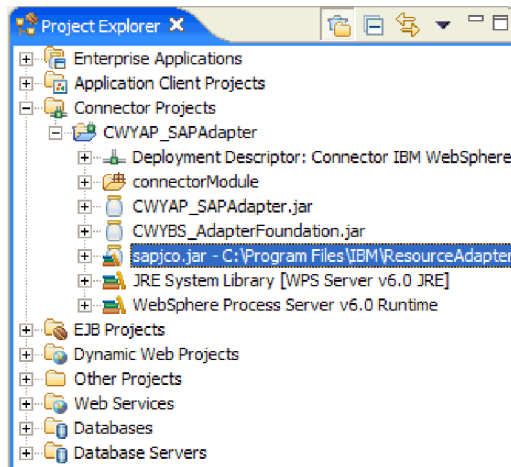 Project Explorer
Enterprise Applications
Application Client Projects
Connector Projects
CWYAP_SAPAdapter
Deployment Descriptor: Connector IBM WebSphere
connectorModule
CWYAP_SAPAdapter.jar
CWYBS_AdapterFoundation.jar
sapjco.jar - C:\Program Files\IBM\ResourceAdapter
JRE System Library [WPS Server v6.0 JRE]
WebSphere Process Server v6.0 Runtime
EJB Projects
Dynamic Web Projects
Other Projects
Web Services
Databases
Database Servers